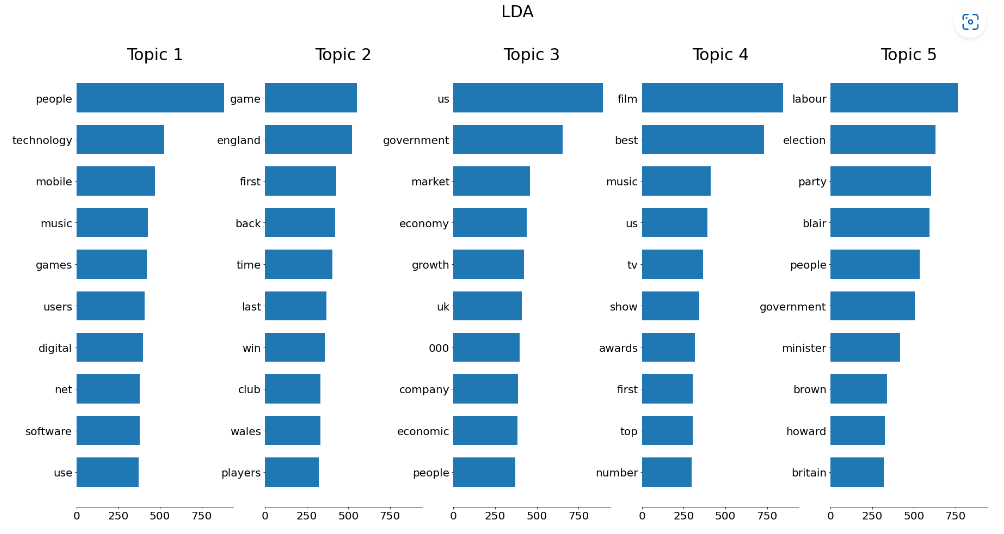 LDA
Topic 1
people
technology
mobile
music
games
users
digital
net
software
use
0 250 500 750
Topic 2
game
england
first
back
time
last
win
club
wales
players
0 250 500 750
Topic 3
us
government
market
economy
growth
uk
000
company
economic
people
0 250 500 750
Topic 4
film
best
music
us
tv
show
awards
first
top
number
0 250 500 750
Topic 5
labour
election
party
blair
people
government
minister
brown
howard
britain
0 250 500 750